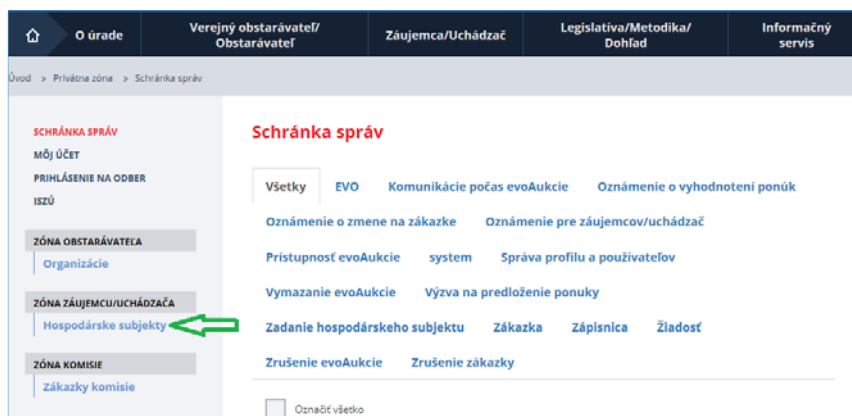 O úrade
Verejný obstarávateľ/
Obstarávateľ
Záujemca/Uchádzač
Legislatíva/Metodika/
Dohľad
Informačný
servis
Úvod > Privátna zóna > Schránka správ
SCHRÁNKA SPRÁV
MÔJ ÚČET
PRIHLÁSENIE NA ODBER
ISZÚ
ZÓNA OBSTARÁVATEĽA
Organizácie
ZÓNA ZÁUJEMCU/UCHÁDZAČA
Hospodárske subjekty
ZÓNA KOMISIE
Zákazky komisie
Schránka správ
Všetky EVO Komunikácie počas evoAukcie Oznámenie o vyhodnotení ponúk
Oznámenie o zmene na zákazke Oznámenie pre záujemcov/uchádzač
Prístupnosť evoAukcie system Správa profilu a používateľov
Vymazanie evoAukcie Výzva na predloženie ponuky
Zadanie hospodárskeho subjektu Zákazka Zápisnica Žiadosť
Zrušenie evoAukcie Zrušenie zákazky
Označiť všetko